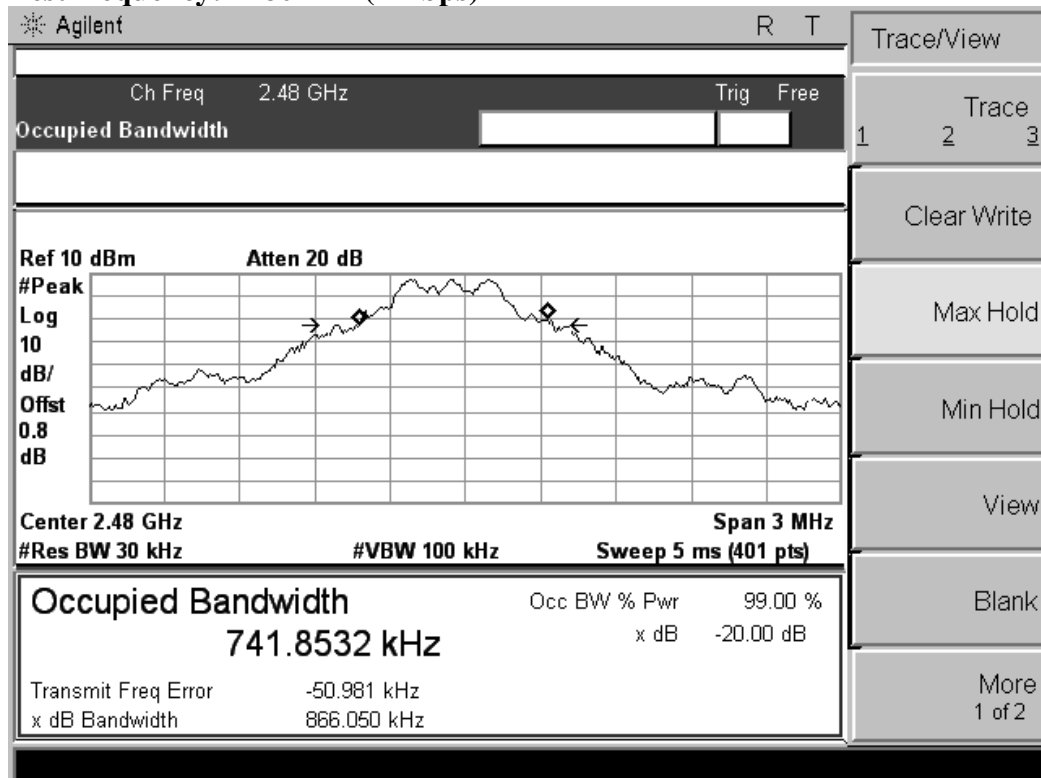 Agilent R T
Ch Freq 2.48 GHz Trig Free
Occupied Bandwidth
Ref 10 dBm Atten 20 dB
#Peak
Log
10
dB/
Offst
0.8
dB
Center 2.48 GHz Span 3 MHz
#Res BW 30 kHz #VBW 100 kHz Sweep 5 ms (401 pts)
Occupied Bandwidth
741.8532 kHz
Occ BW % Pwr 99.00 %
x dB -20.00 dB
Transmit Freq Error -50.981 kHz
x dB Bandwidth 866.050 kHz
Trace/View
Trace
1 2 3
Clear Write
Max Hold
Min Hold
View
Blank
More
1 of 2